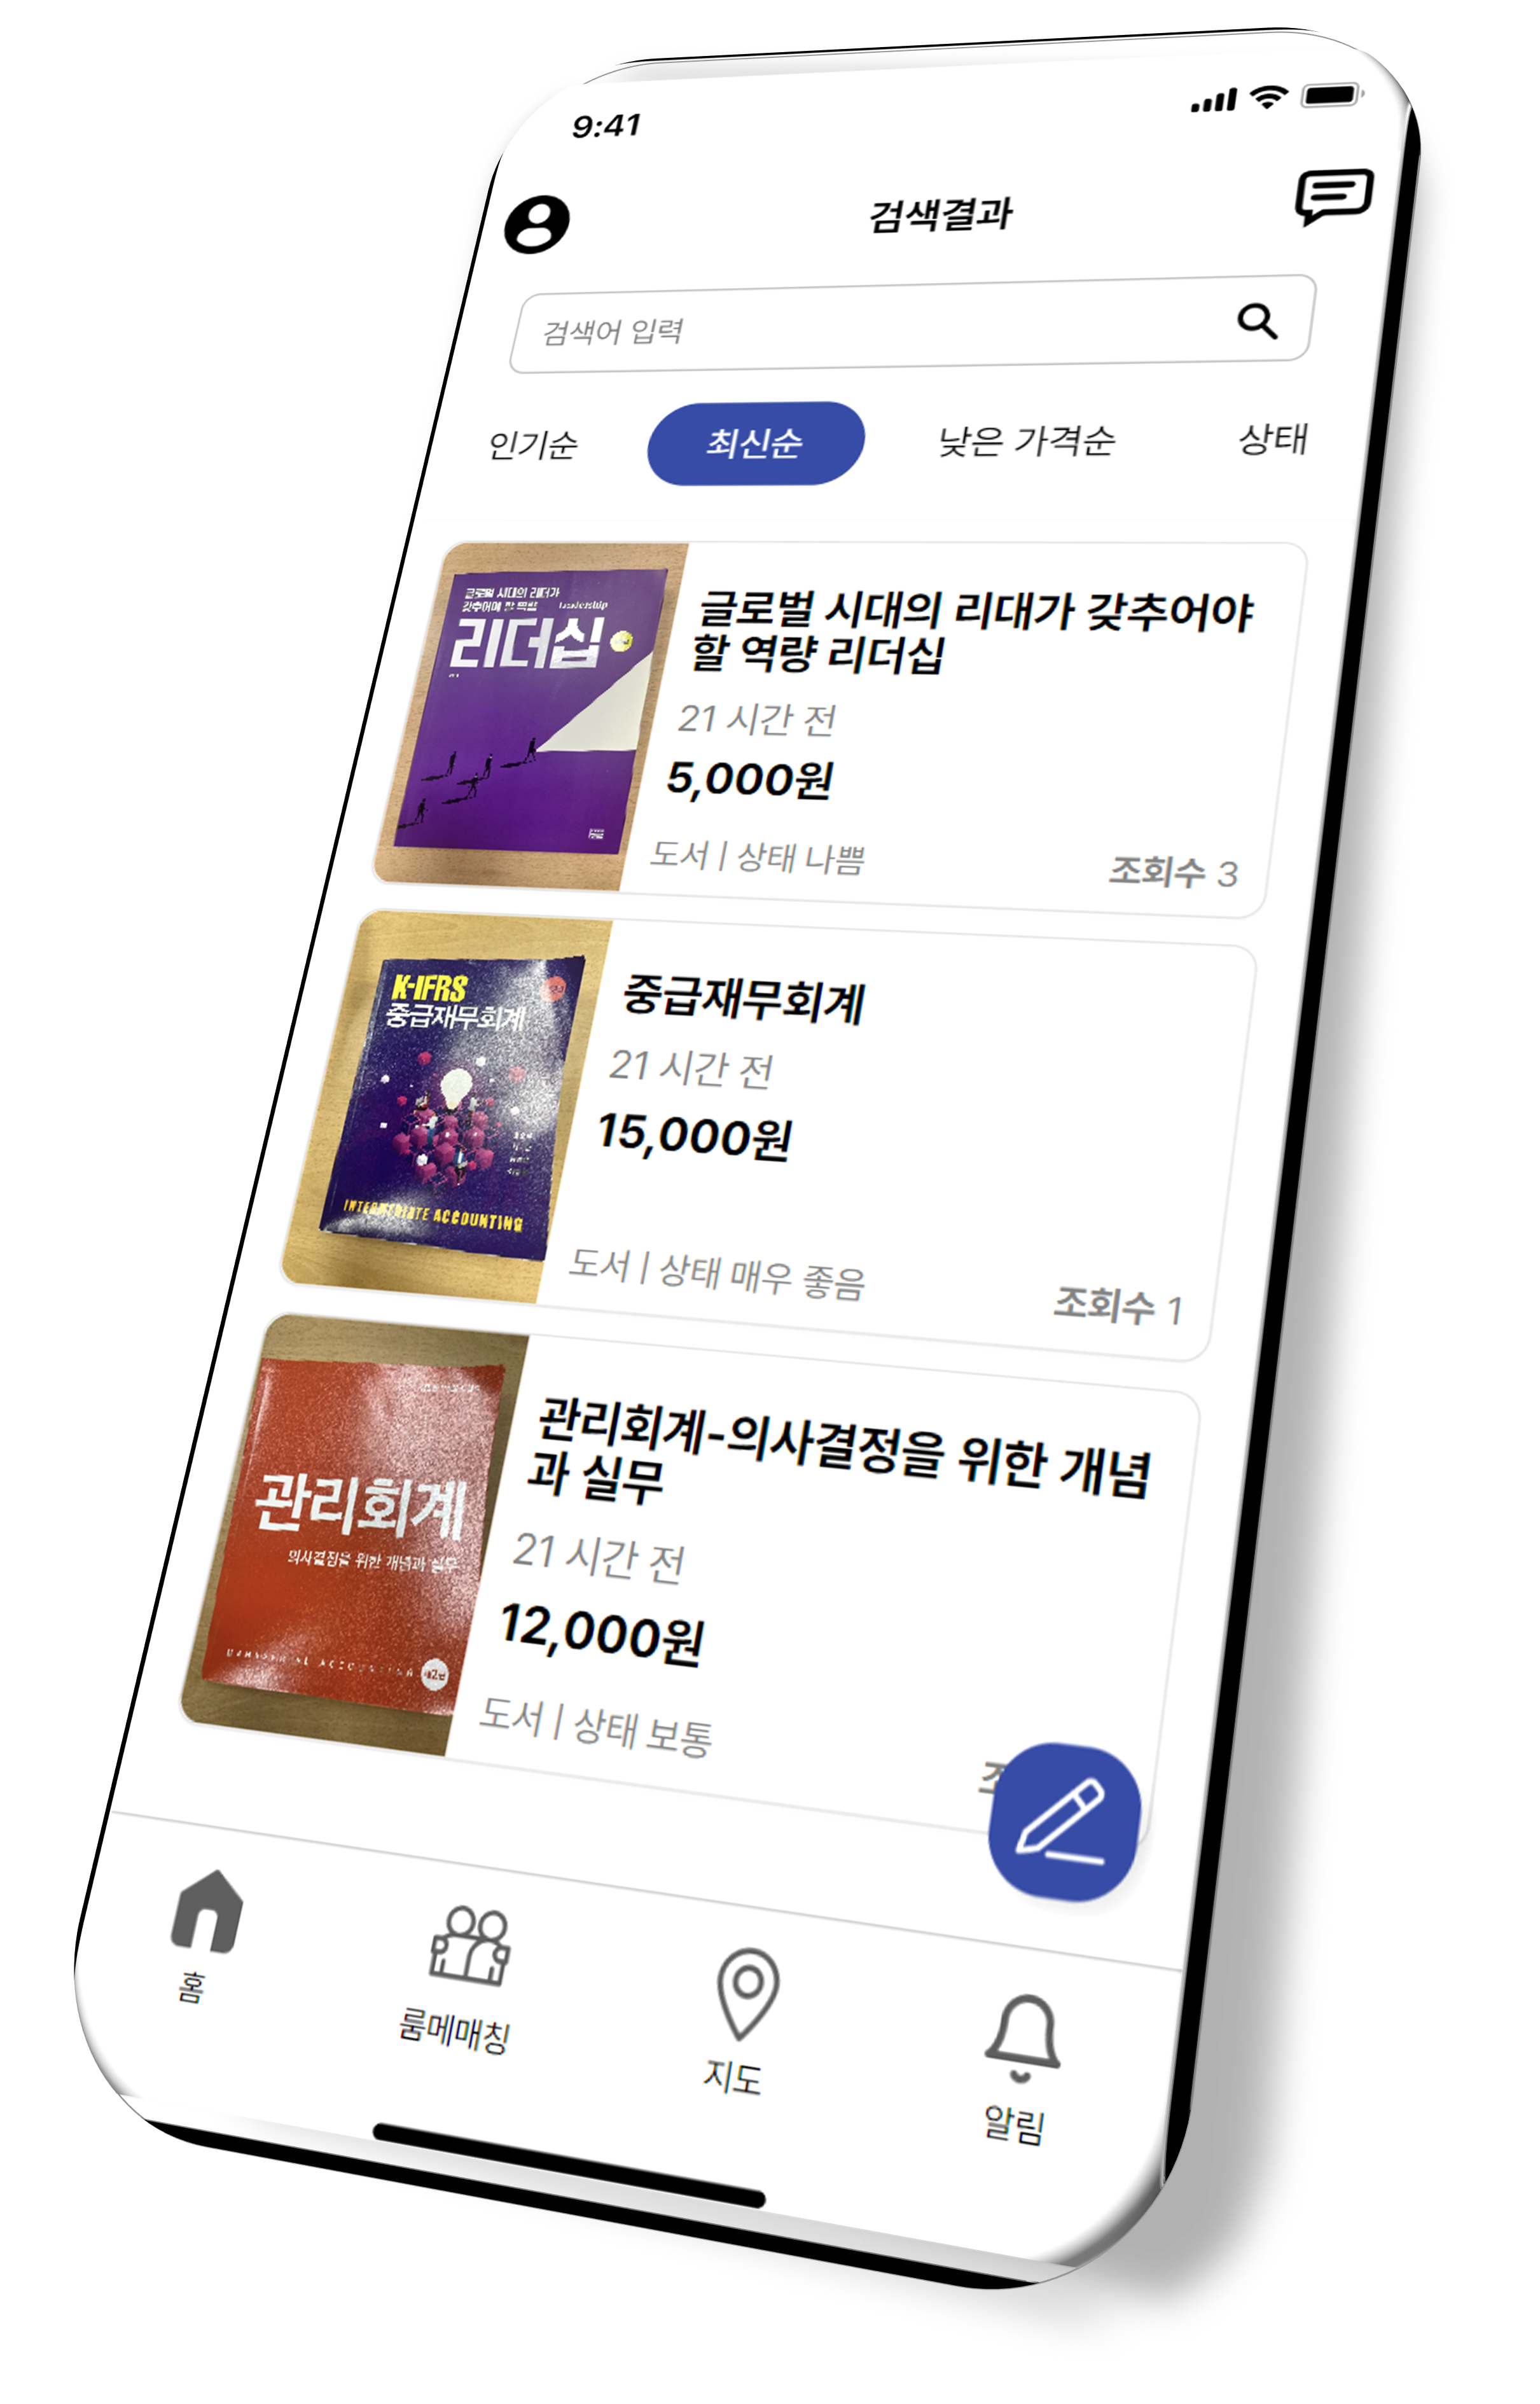 9:41
검색결과
검색어 입력
인기순
최신순
낮은 가격순
상태
글로벌 시대의 리더가
갖추어야 할 역량 Leadership
리더십
글로벌 시대의 리대가 갖추어야
할 역량 리더십
21 시간 전
5,000원
도서 | 상태 나쁨
조회수 3
K-IFRS
중급재무회계
INTERMEDIATE ACCOUNTING
중급재무회계
21 시간 전
15,000원
도서 | 상태 매우 좋음
조회수 1
관리회계
의사결정을 위한 개념과 실무
MANAGERIAL ACCOUNTING
제2판
관리회계-의사결정을 위한 개념
과 실무
21 시간 전
12,000원
도서 | 상태 보통
홈
룸메매칭
지도
알림